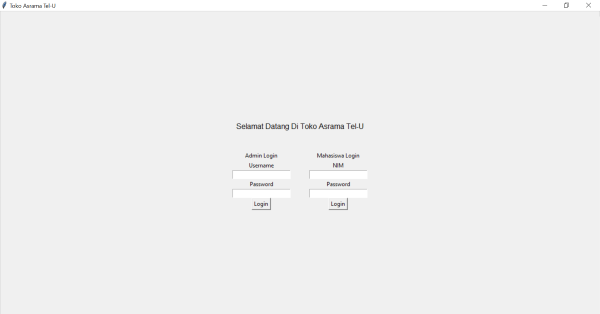 Toko Asrama Tel-U
Selamat Datang Di Toko Asrama Tel-U
Admin Login
Username
Password
Login
Mahasiswa Login
NIM
Password
Login